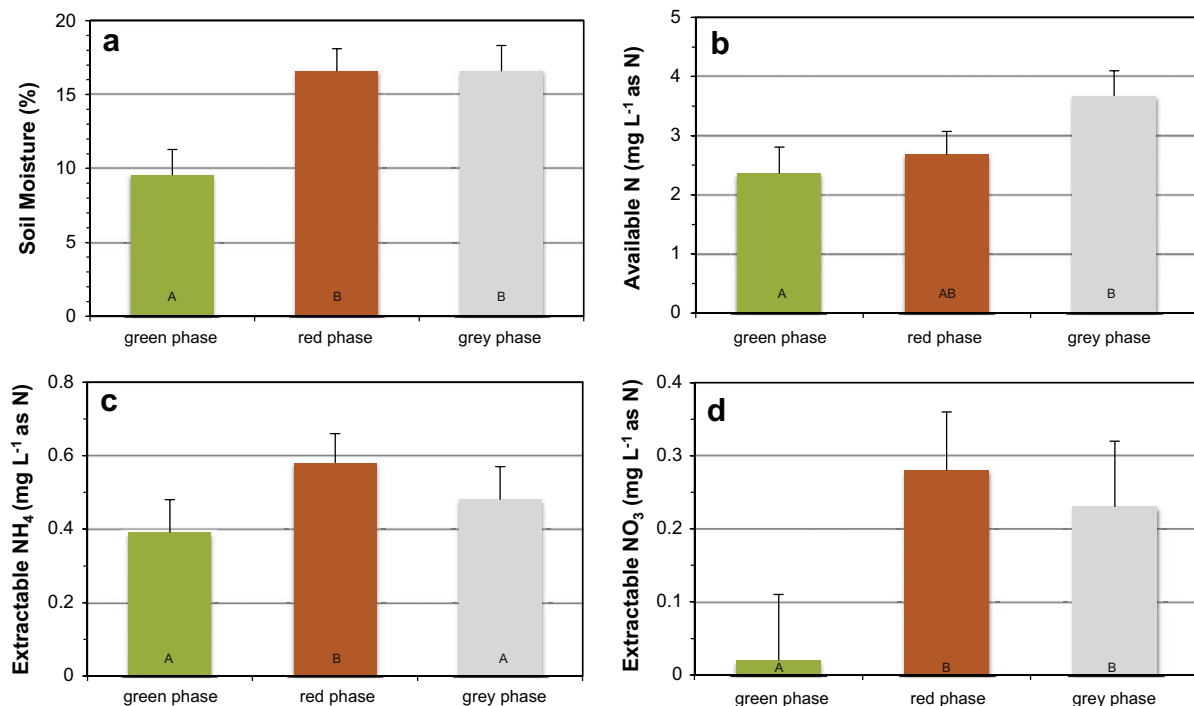 a
Soil Moisture (%)
20
15
10
5
0
A
B
B
green phase
red phase
grey phase
b
Available N (mg L-1 as N)
5
4
3
2
1
0
A
AB
B
green phase
red phase
grey phase
c
Extractable NH4 (mg L-1 as N)
0.8
0.6
0.4
0.2
0
A
B
A
green phase
red phase
grey phase
d
Extractable NO3 (mg L-1 as N)
0.4
0.3
0.2
0.1
0
A
B
B
green phase
red phase
grey phase